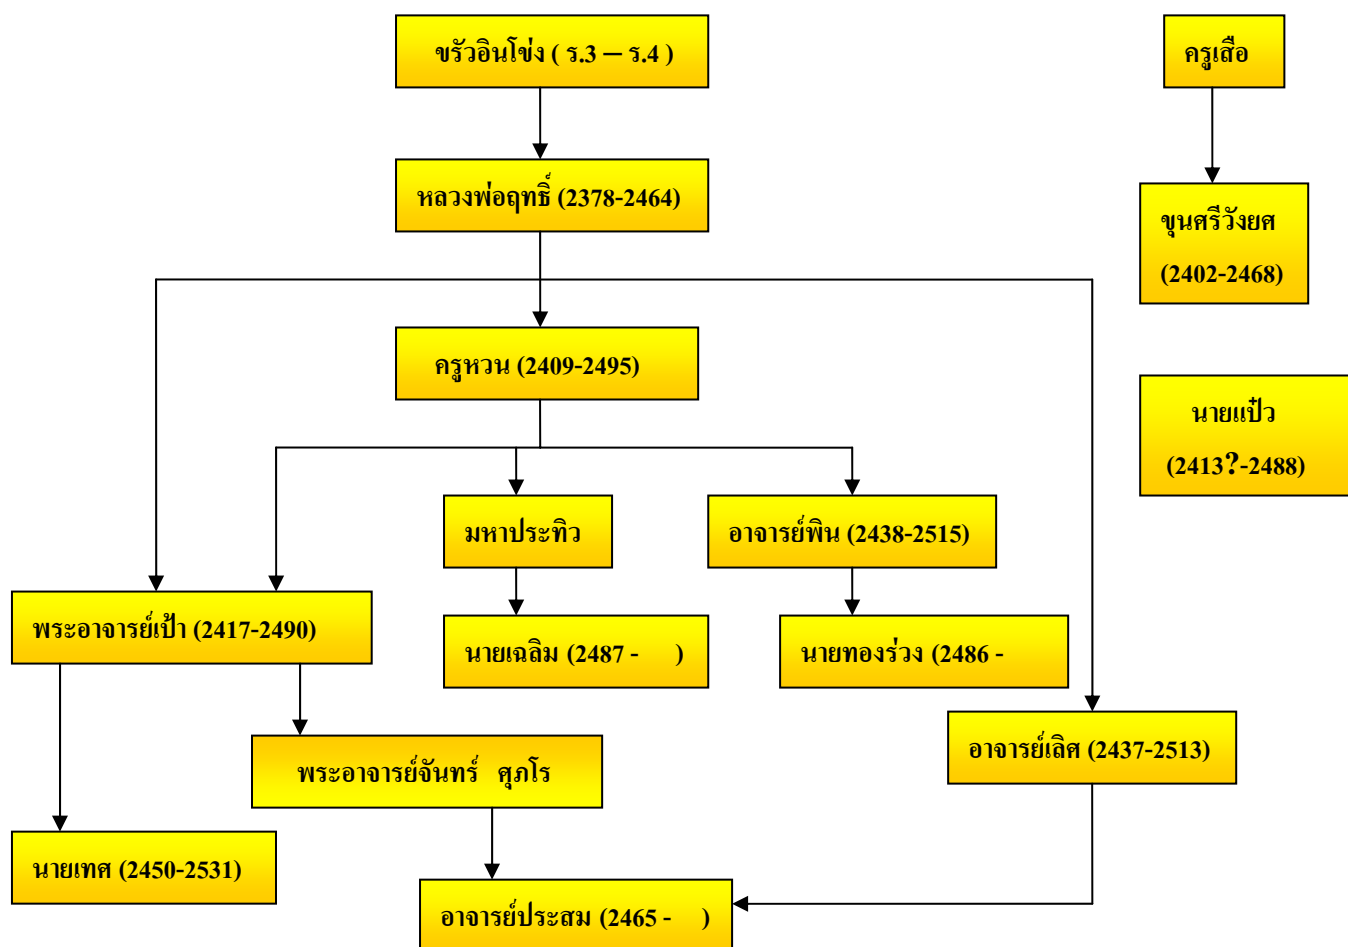 ขรัวอินโข่ง ( ร.3 – ร.4 )
ครูเสือ
หลวงพ่อฤทธิ์ (2378-2464)
ขุนศรีวังยศ
(2402-2468)
ครูหวน (2409-2495)
นายแป๋ว
(2413?-2488)
มหาประทิว
อาจารย์พิน (2438-2515)
พระอาจารย์เป้า (2417-2490)
นายเฉลิม (2487 - )
นายทองร่วง (2486 -
อาจารย์เลิศ (2437-2513)
พระอาจารย์จันทร์ ศุภโร
นายเทศ (2450-2531)
อาจารย์ประสม (2465 - )